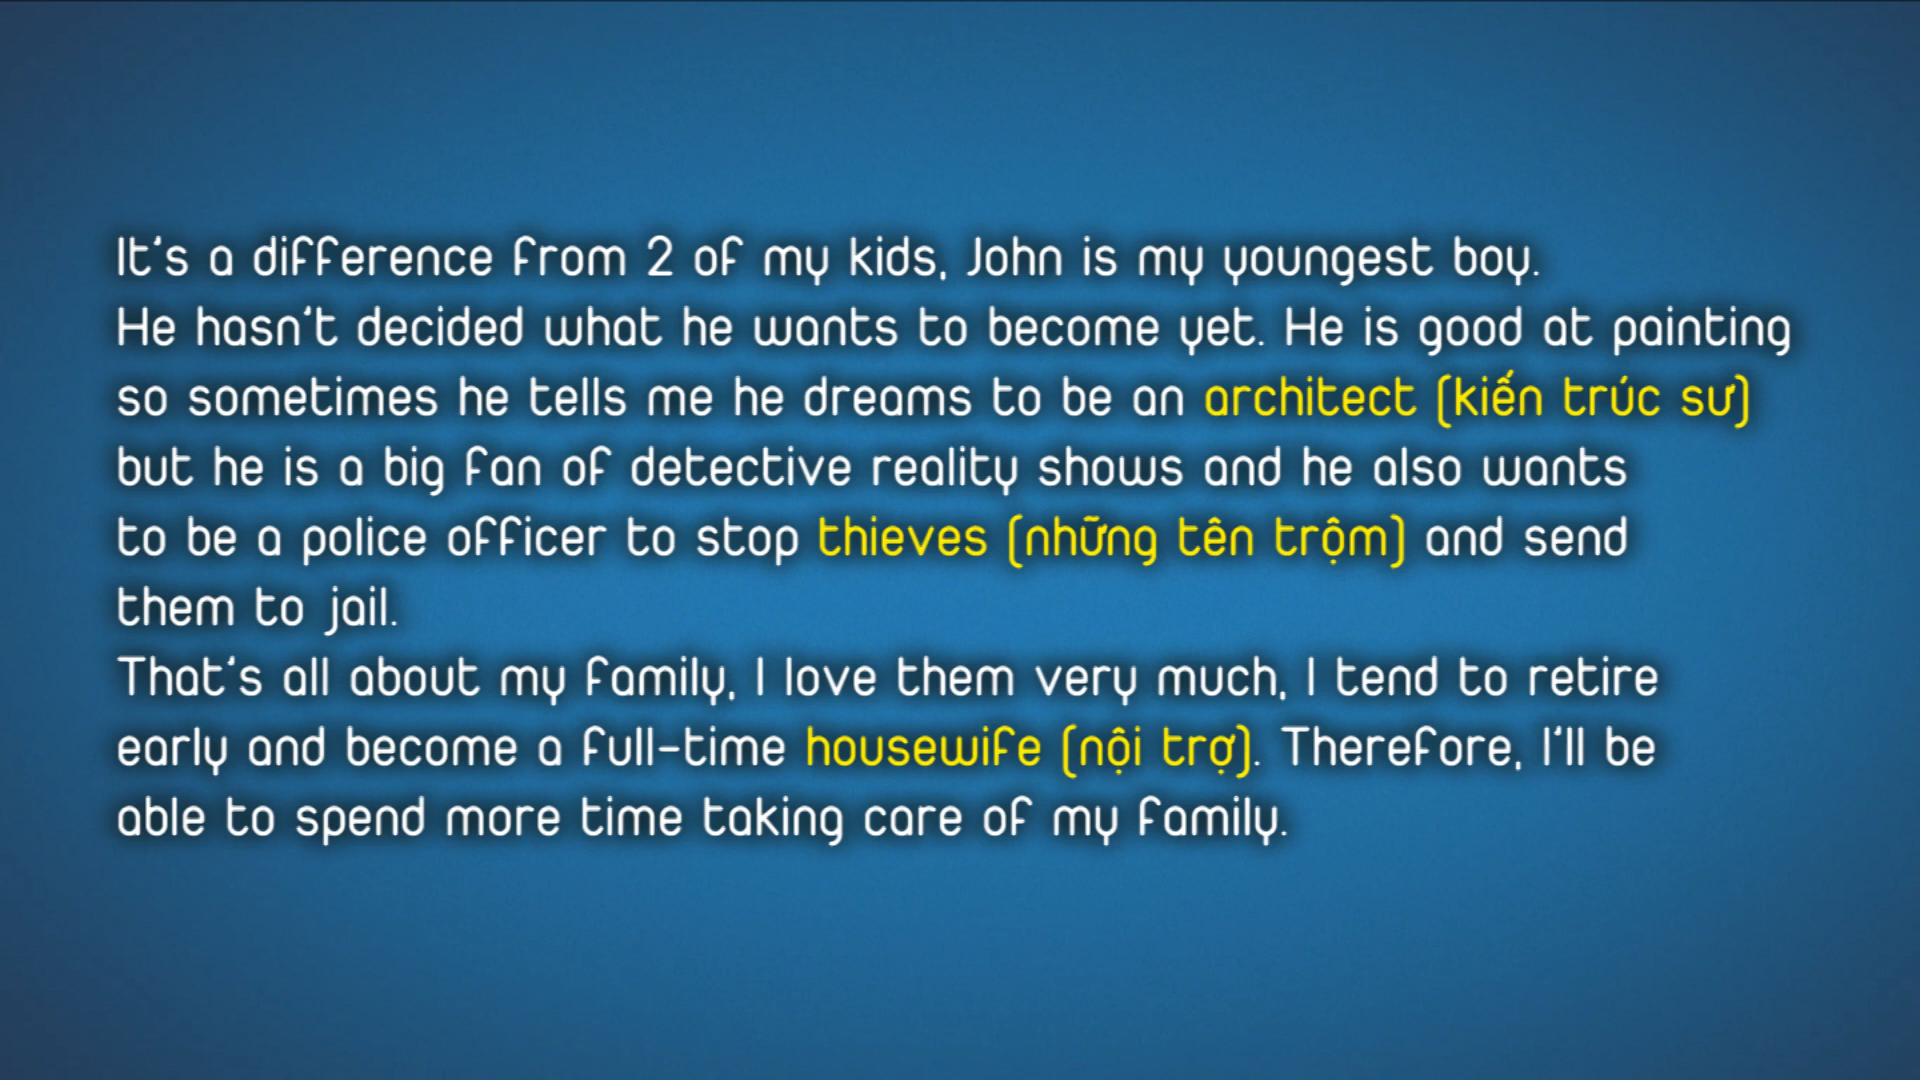 It's a difference from 2 of my kids, John is my youngest boy.
He hasn't decided what he wants to become yet. He is good at painting
so sometimes he tells me he dreams to be an architect (kiến trúc sư)
but he is a big fan of detective reality shows and he also wants
to be a police officer to stop thieves (những tên trộm) and send
them to jail.
That's all about my family, I love them very much, I tend to retire
early and become a full-time housewife (nội trợ). Therefore, I'll be
able to spend more time taking care of my family.